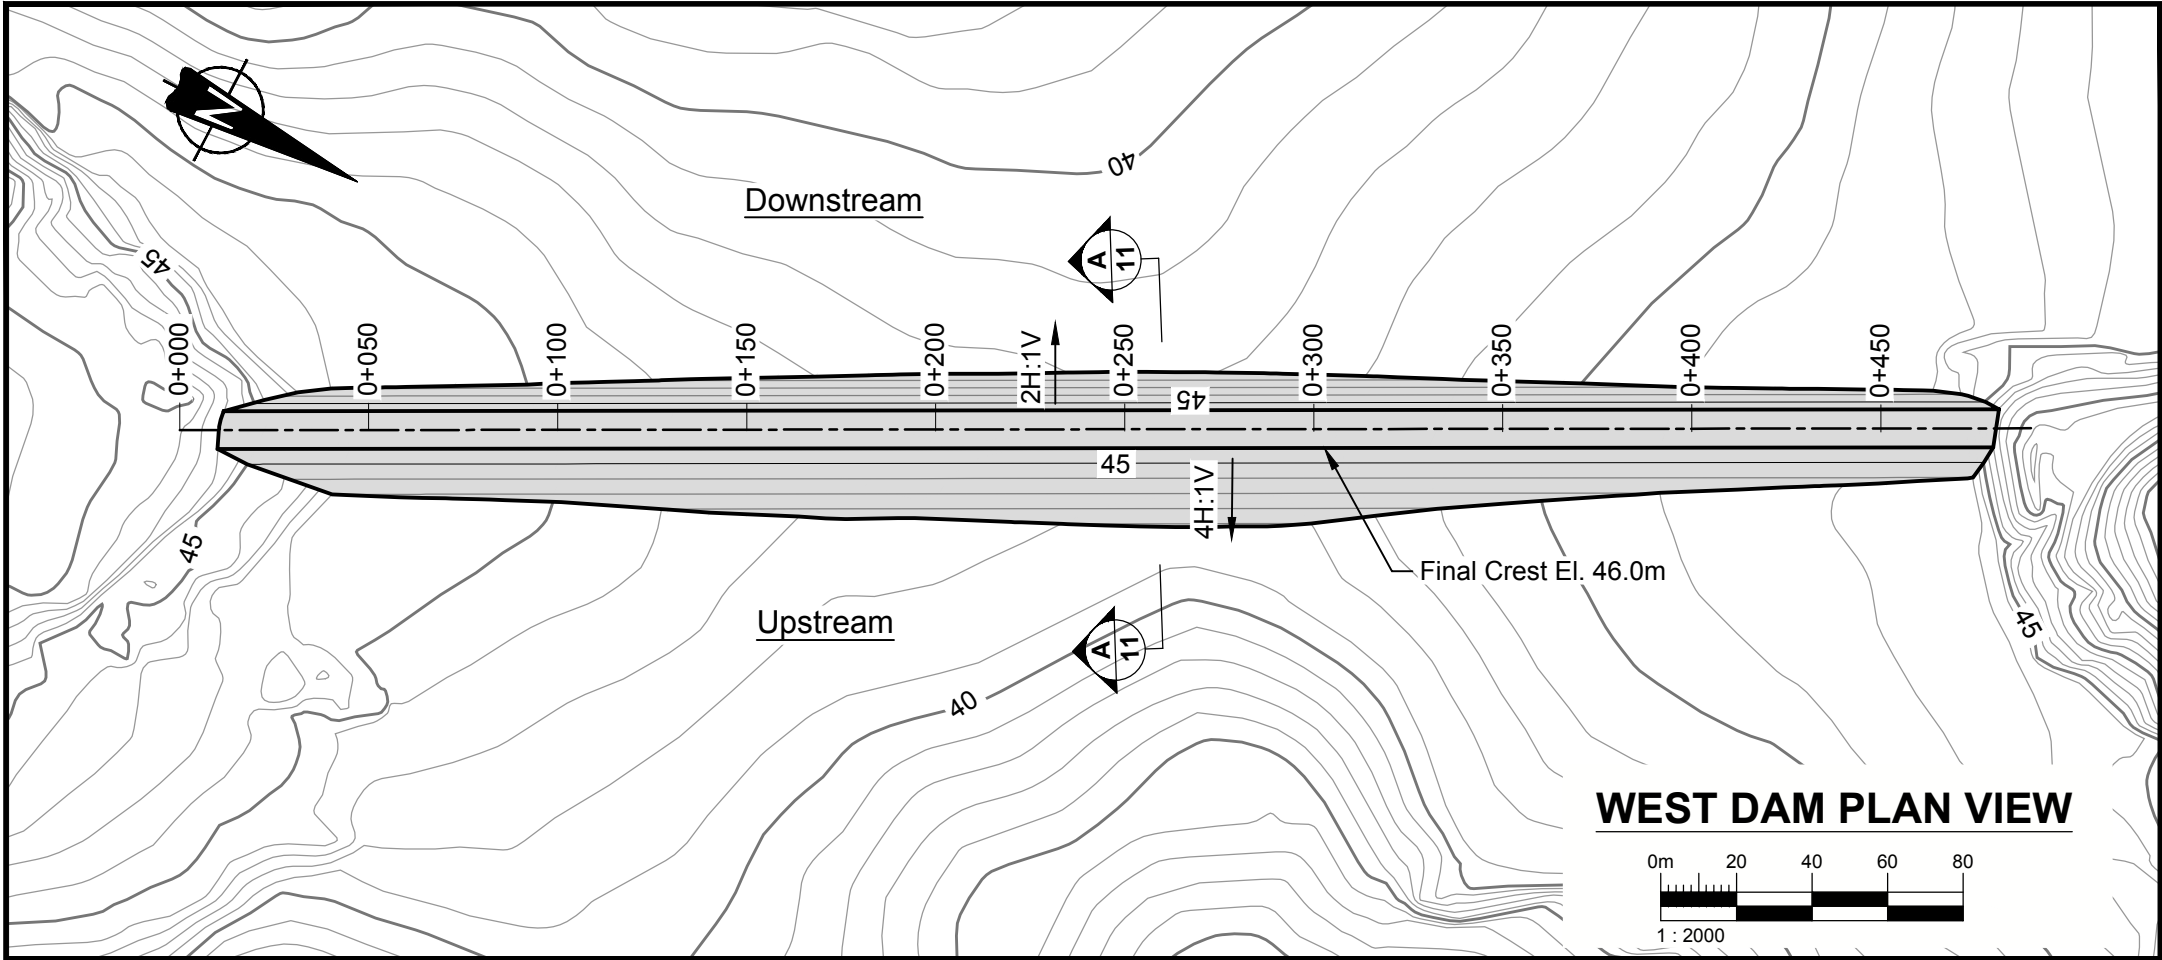 N
40
Downstream
A
11
45
0+000
0+050
0+100
0+150
0+200
2H:1V
0+250
0+300
0+350
0+400
0+450
45
45
4H:1V
45
Final Crest El. 46.0m
Upstream
A
11
45
40
WEST DAM PLAN VIEW
0m 20 40 60 80
1 : 2000